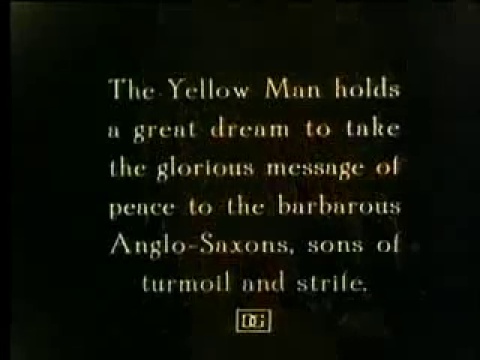 The Yellow Man holds
a great dream to take
the glorious message of
peace to the barbarous
Anglo-Saxons, sons of
turmoil and strife.
DG